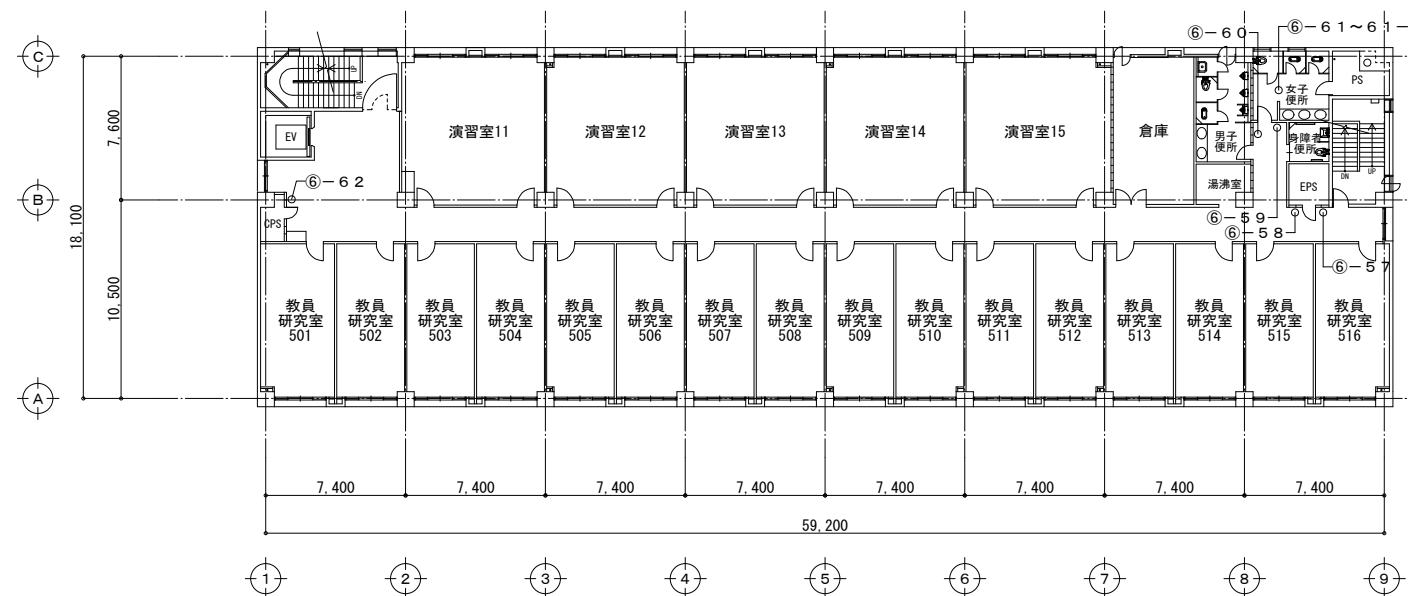 ⑥-60
⑥-61～61-
C
UP
DN
EV
7,600
演習室11
演習室12
演習室13
演習室14
演習室15
倉庫
男子
便所
女子
便所
PS
身障者
便所
湯沸室
EPS
DN
UP
⑥-62
B
CPS
⑥-59
⑥-58
⑥-57
18,100
10,500
教員
研究室
501
教員
研究室
502
教員
研究室
503
教員
研究室
504
教員
研究室
505
教員
研究室
506
教員
研究室
507
教員
研究室
508
教員
研究室
509
教員
研究室
510
教員
研究室
511
教員
研究室
512
教員
研究室
513
教員
研究室
514
教員
研究室
515
教員
研究室
516
A
7,400
7,400
7,400
7,400
7,400
7,400
7,400
7,400
59,200
1
2
3
4
5
6
7
8
9